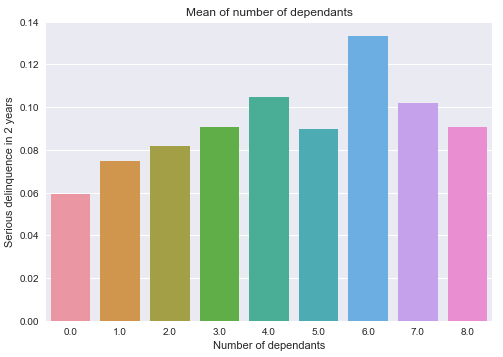 Mean of number of dependants
Serious delinquence in 2 years
0.14
0.12
0.10
0.08
0.06
0.04
0.02
0.00
0.0 1.0 2.0 3.0 4.0 5.0 6.0 7.0 8.0
Number of dependants